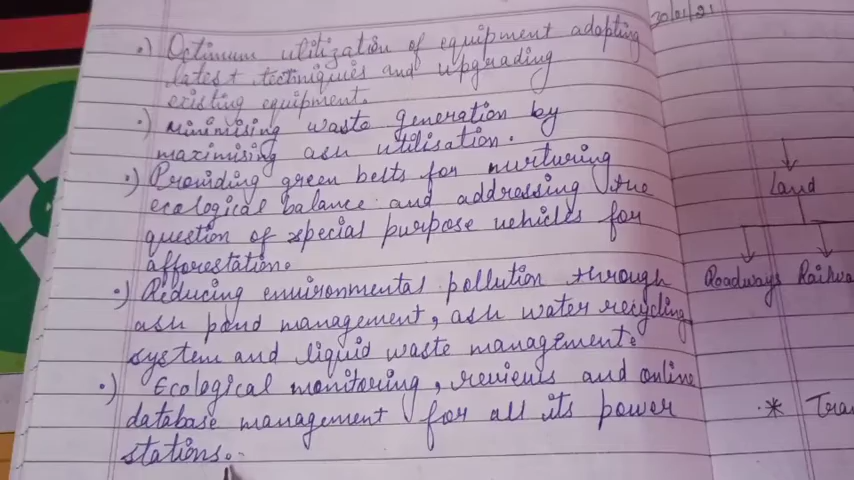 .) Optimum utilization of equipment adopting
latest techniques and upgrading
existing equipment.
.) Minimising waste generation by
maximising ash utilisation.
.) Providing green belts for nurturing
ecological balance and addressing the
question of special purpose vehicles for
afforestation.
.) Reducing environmental pollution through
ash pond management, ash water recycling
system and liquid waste management.
.) Ecological monitoring, reviews and online
database management for all its power
stations.
30/01/21
Land
Roadways Railwa
* Tra